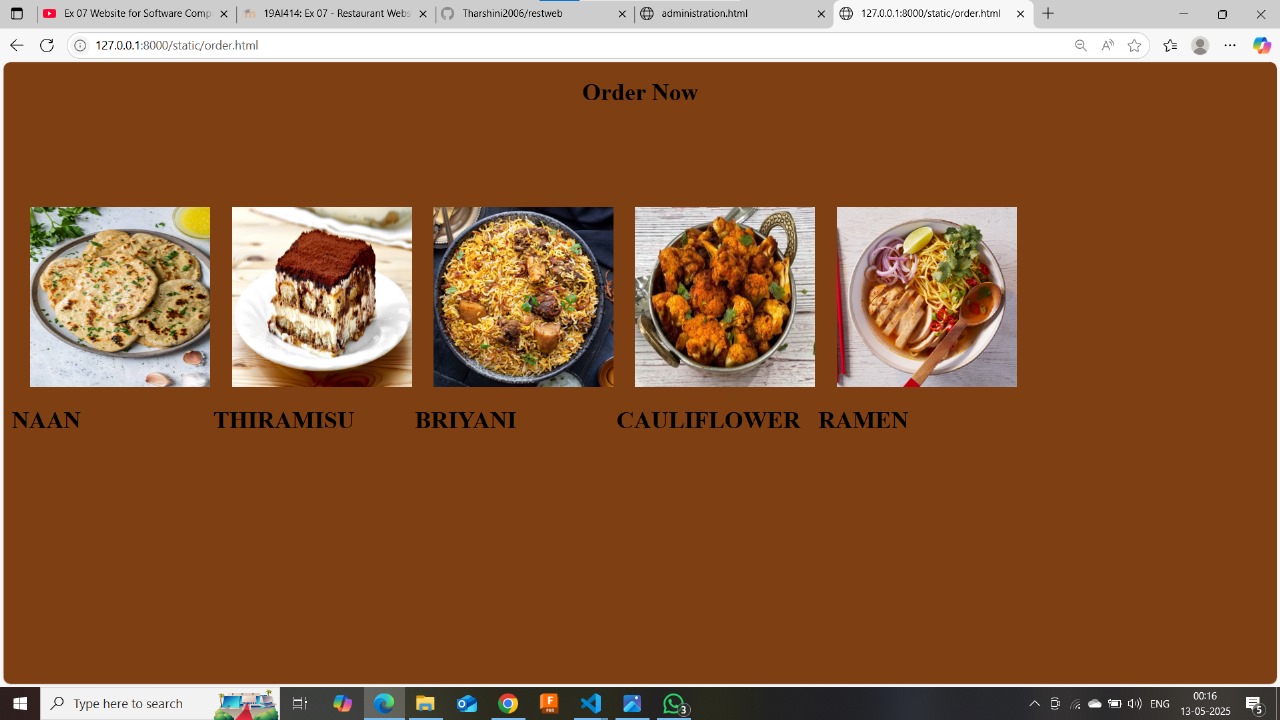 Ex 07 Website for Software Comp
19AI414: Ex 07 - Restaurant Webs
Tharshini2006/restweb
administration.html
127.0.0.1:8000/static/order.html
127.0.0.1:8000/static/order.html
Order Now
NAAN
THIRAMISU
BRIYANI
CAULIFLOWER
RAMEN
Type here to search
F
3
ENG
00:16
13-05-2025
5